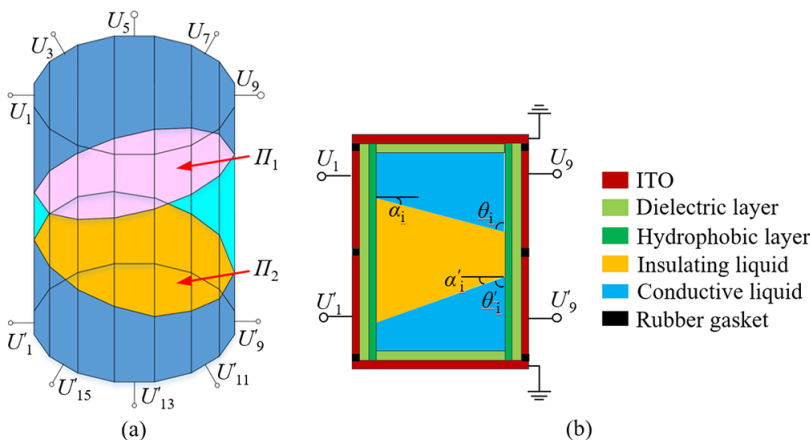 U5
U3
U7
U1
U9
Π1
Π2
U'1
U'9
U'15
U'11
U'13
(a)
U1
U9
αi
θi
α'i
θ'i
U'1
U'9
(b)
ITO
Dielectric layer
Hydrophobic layer
Insulating liquid
Conductive liquid
Rubber gasket